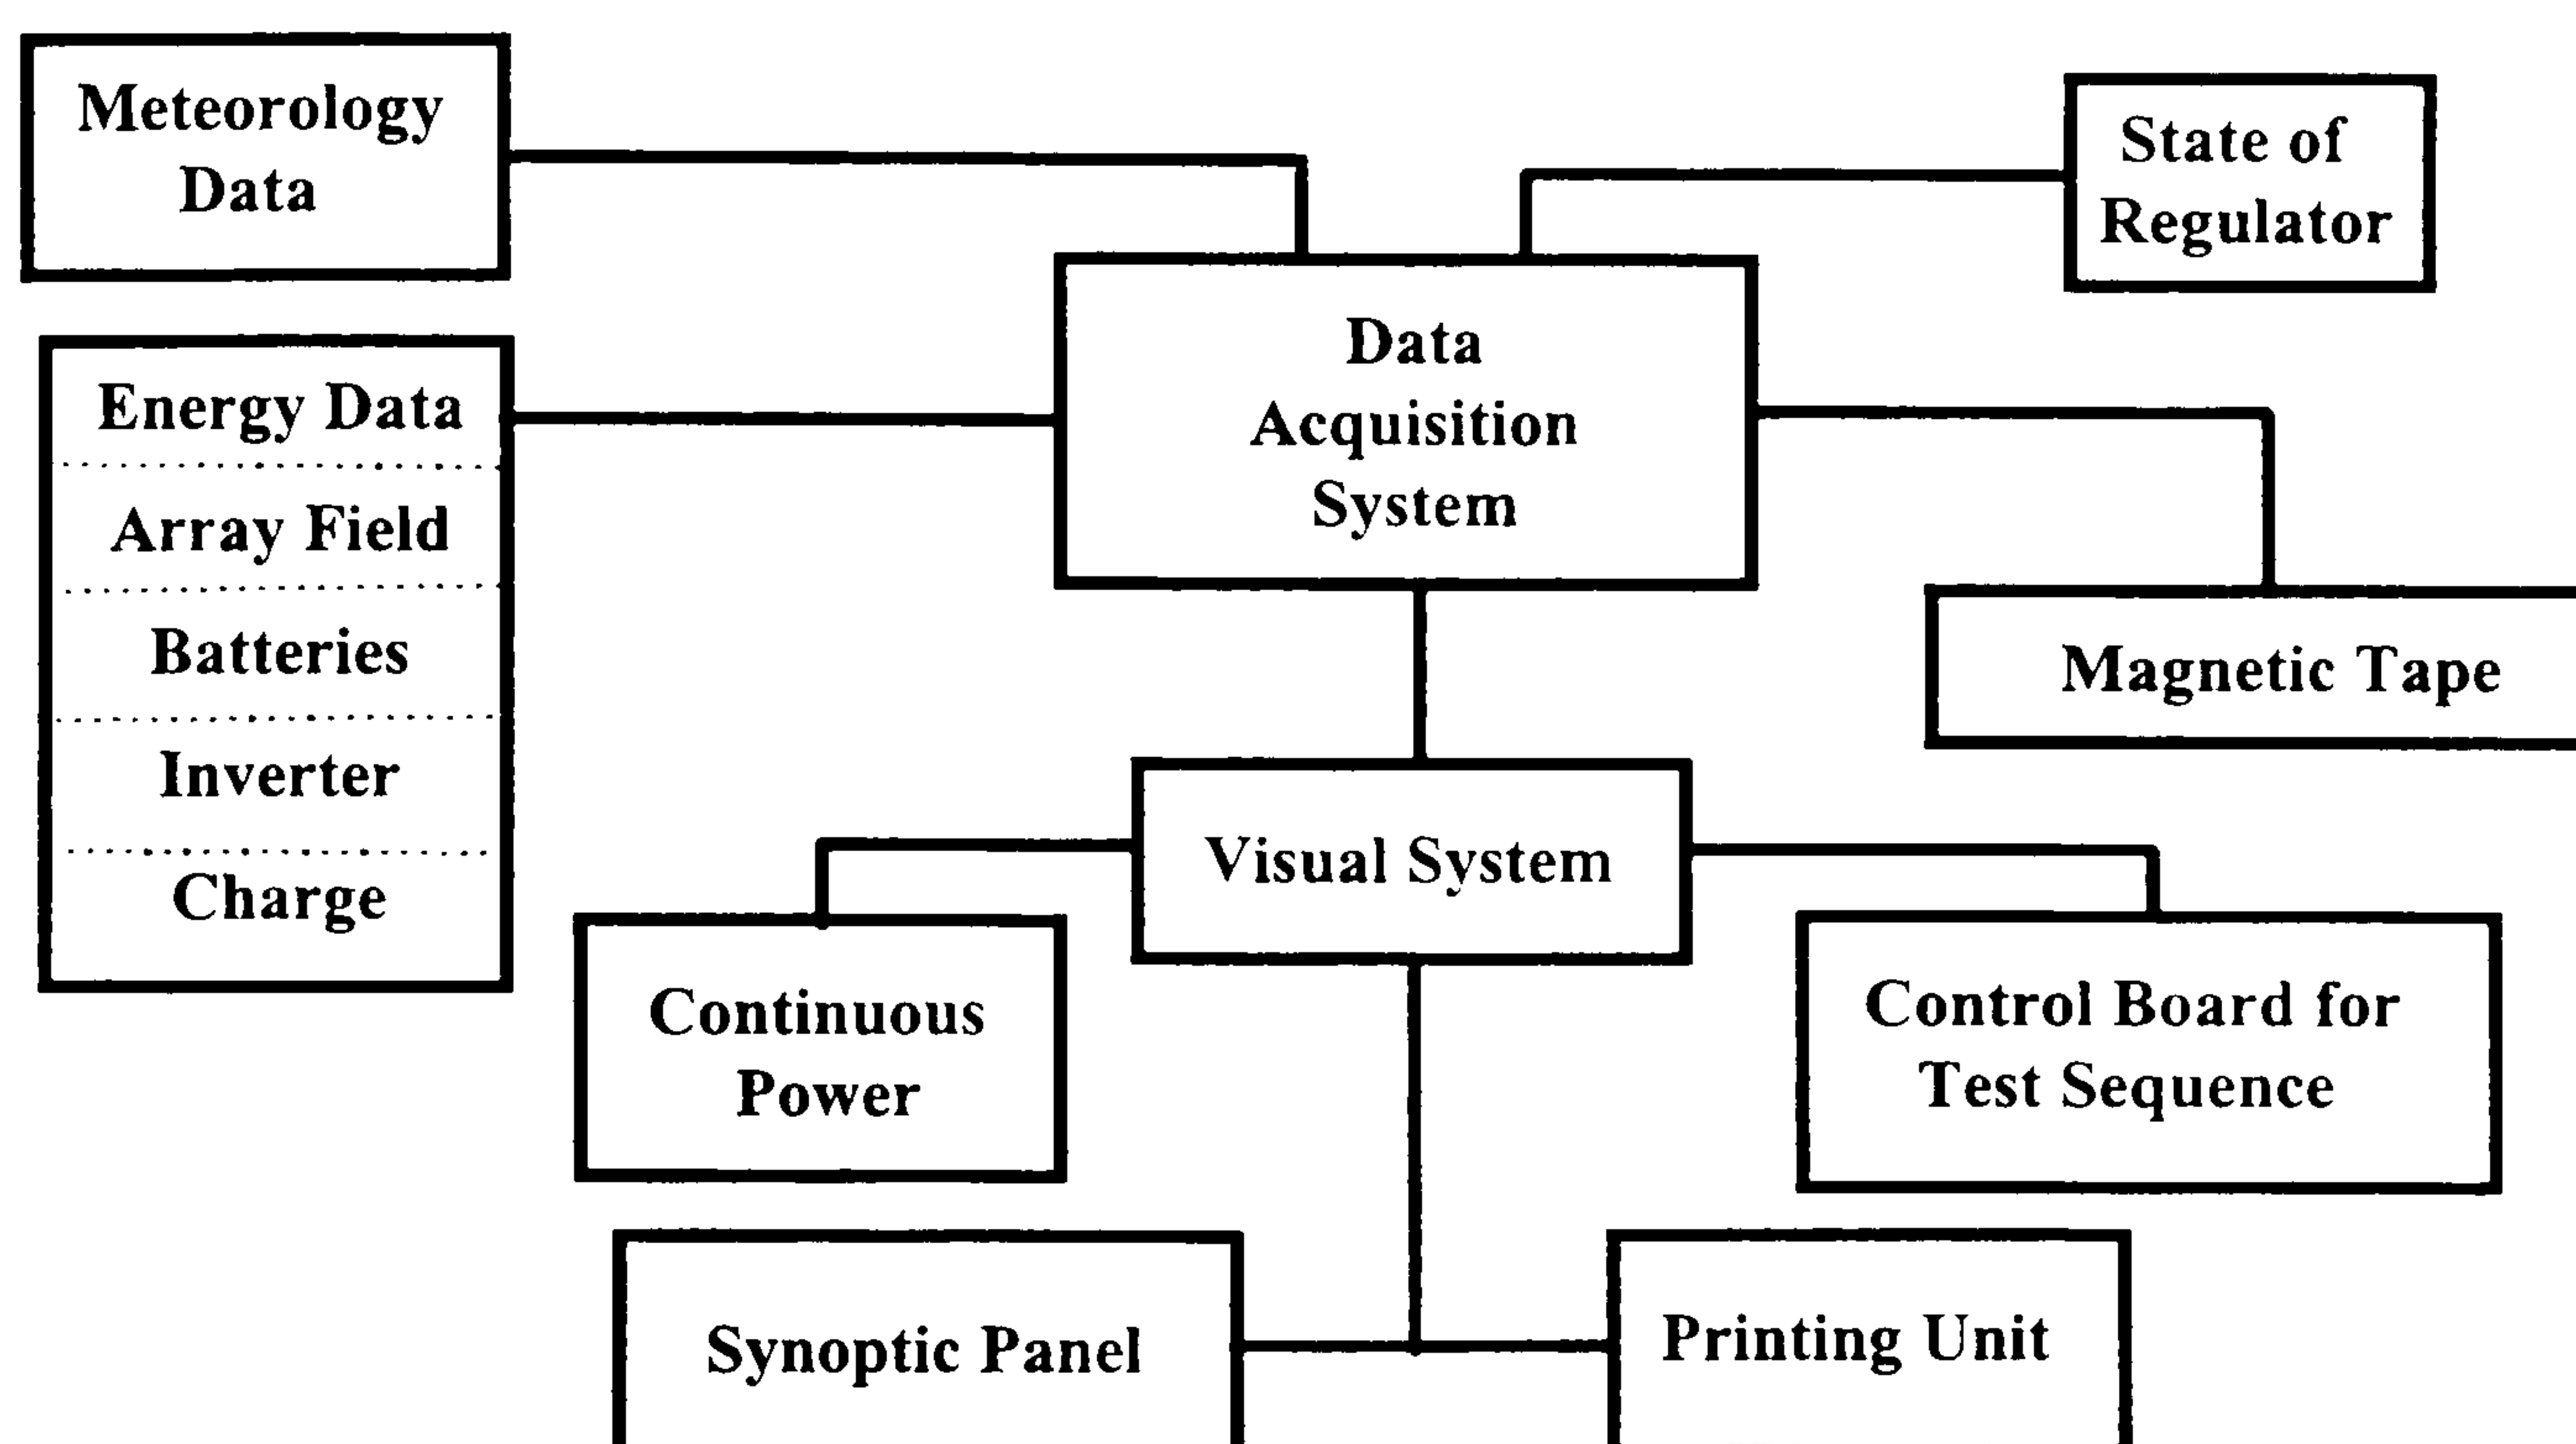 Meteorology
Data
State of
Regulator
Data
Acquisition
System
Energy Data
Array Field
Batteries
Inverter
Charge
Magnetic Tape
Visual System
Continuous
Power
Control Board for
Test Sequence
Synoptic Panel
Printing Unit